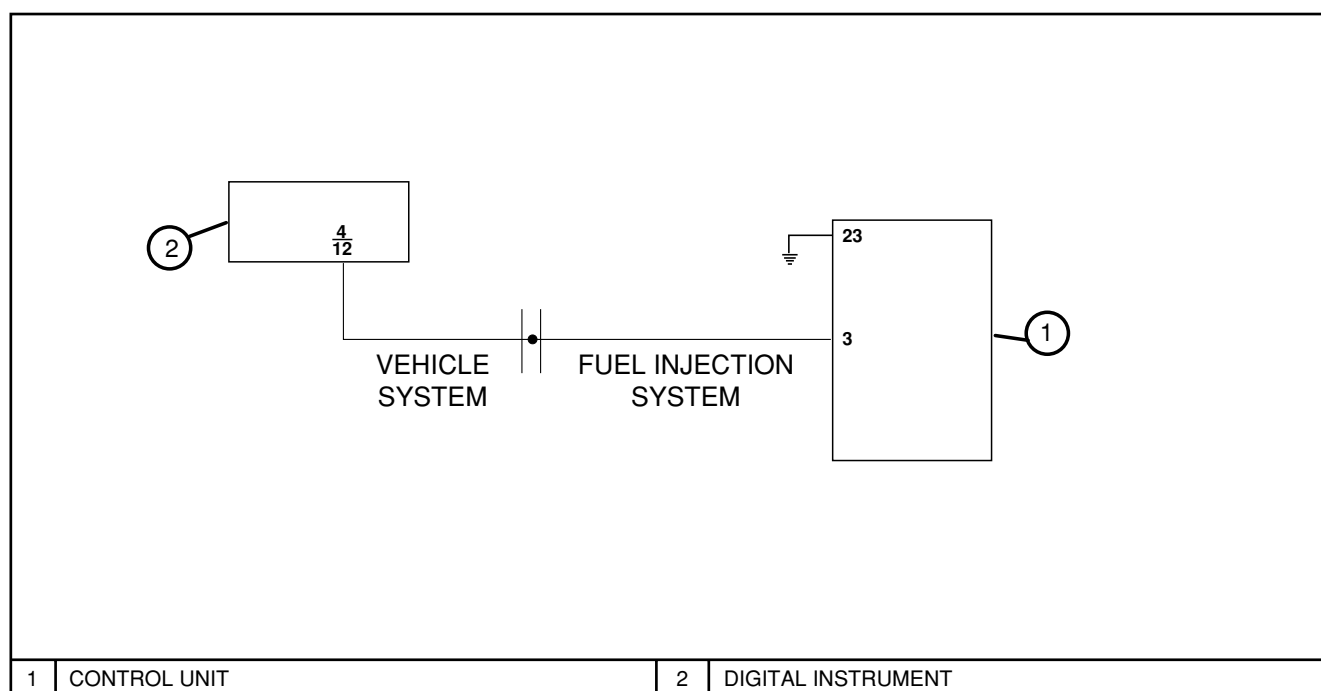 4
12
2
23
3
1
VEHICLE
SYSTEM
FUEL INJECTION
SYSTEM
1 CONTROL UNIT 2 DIGITAL INSTRUMENT